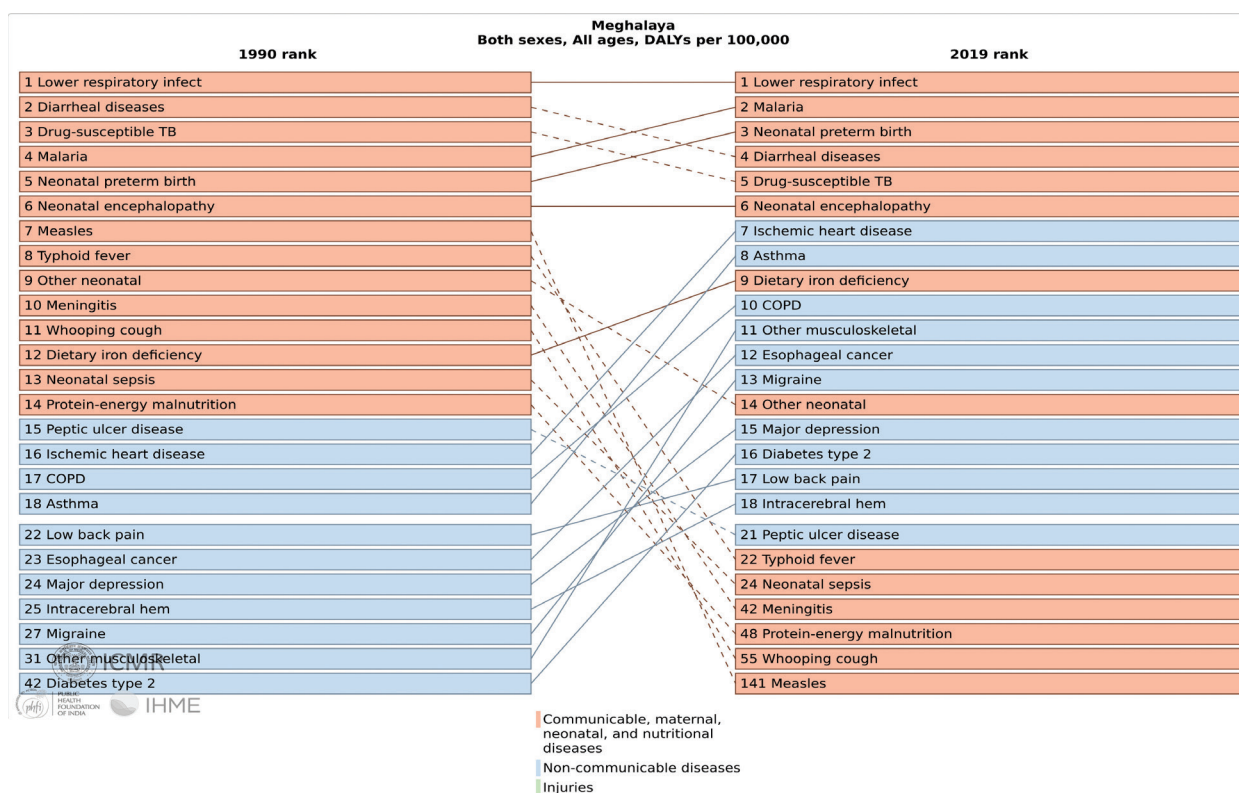 Meghalaya
Both sexes, All ages, DALYs per 100,000
1990 rank
1 Lower respiratory infect
2 Diarrheal diseases
3 Drug-susceptible TB
4 Malaria
5 Neonatal preterm birth
6 Neonatal encephalopathy
7 Measles
8 Typhoid fever
9 Other neonatal
10 Meningitis
11 Whooping cough
12 Dietary iron deficiency
13 Neonatal sepsis
14 Protein-energy malnutrition
15 Peptic ulcer disease
16 Ischemic heart disease
17 COPD
18 Asthma
22 Low back pain
23 Esophageal cancer
24 Major depression
25 Intracerebral hem
27 Migraine
31 Other musculoskeletal
42 Diabetes type 2
2019 rank
1 Lower respiratory infect
2 Malaria
3 Neonatal preterm birth
4 Diarrheal diseases
5 Drug-susceptible TB
6 Neonatal encephalopathy
7 Ischemic heart disease
8 Asthma
9 Dietary iron deficiency
10 COPD
11 Other musculoskeletal
12 Esophageal cancer
13 Migraine
14 Other neonatal
15 Major depression
16 Diabetes type 2
17 Low back pain
18 Intracerebral hem
21 Peptic ulcer disease
22 Typhoid fever
24 Neonatal sepsis
42 Meningitis
48 Protein-energy malnutrition
55 Whooping cough
141 Measles
ICMR
phfi
PUBLIC
HEALTH
FOUNDATION
OF INDIA
IHME
Communicable, maternal,
neonatal, and nutritional
diseases
Non-communicable diseases
Injuries